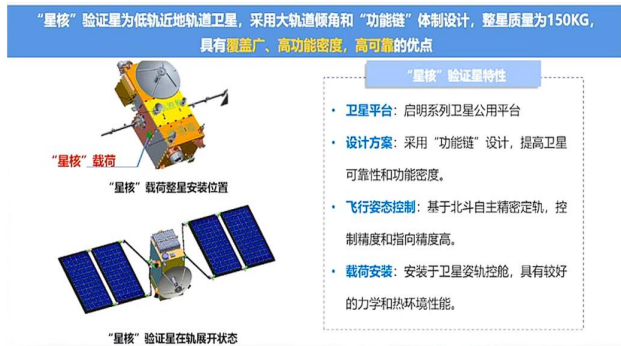 “星核”验证星为低轨近地轨道卫星，采用大轨道倾角和“功能链”体制设计，整星质量为150KG，
具有覆盖广、高功能密度，高可靠的优点
“星核”载荷
“星核”载荷整星安装位置
“星核”验证星在轨展开状态
“星核”验证星特性
• 卫星平台：启明系列卫星公用平台
• 设计方案：采用“功能链”设计，提高卫星
可靠性和功能密度。
• 飞行姿态控制：基于北斗自主精密定轨，控
制精度和指向精度高。
• 载荷安装：安装于卫星姿轨控舱，具有较好
的力学和热环境性能。